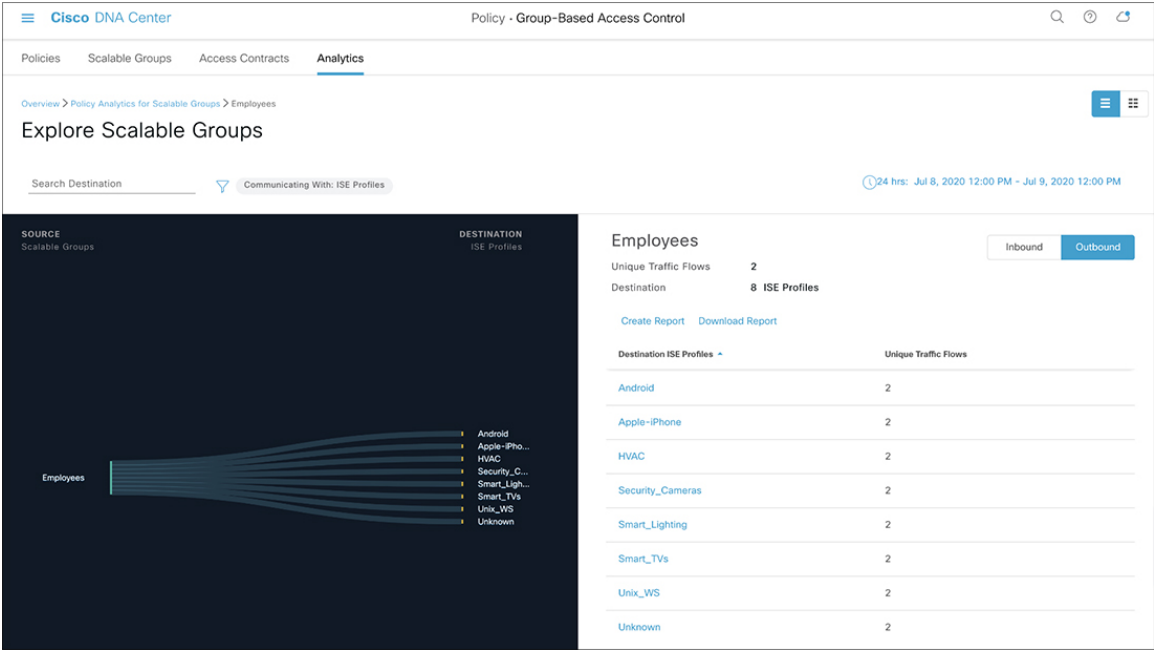 Cisco DNA Center
Policy · Group-Based Access Control
Policies Scalable Groups Access Contracts Analytics
Overview > Policy Analytics for Scalable Groups > Employees
Explore Scalable Groups
Search Destination
Communicating With: ISE Profiles
24 hrs: Jul 8, 2020 12:00 PM - Jul 9, 2020 12:00 PM
SOURCE
Scalable Groups
DESTINATION
ISE Profiles
Employees
Android
Apple-iPho...
HVAC
Security_C...
Smart_Ligh...
Smart_TVs
Unix_WS
Unknown
Employees
Inbound Outbound
Unique Traffic Flows 2
Destination 8 ISE Profiles
Create Report Download Report
Destination ISE Profiles Unique Traffic Flows
Android 2
Apple-iPhone 2
HVAC 2
Security_Cameras 2
Smart_Lighting 2
Smart_TVs 2
Unix_WS 2
Unknown 2